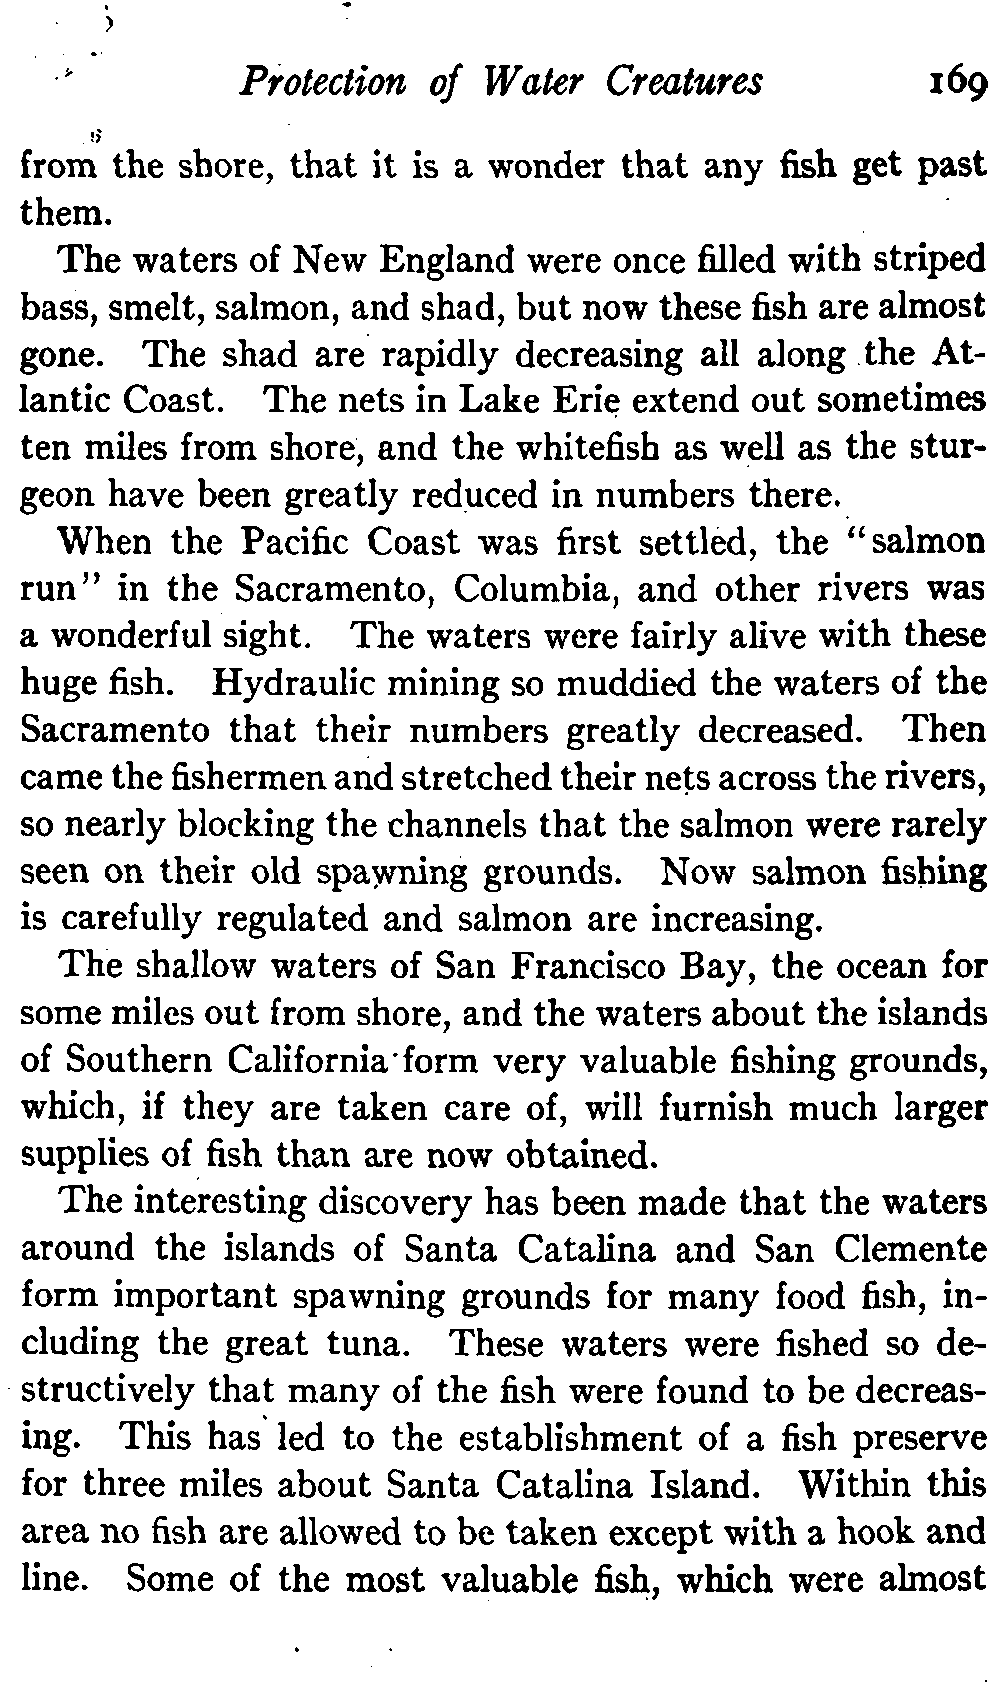 Protection of Water Creatures 169
from the shore, that it is a wonder that any fish get past
them.
The waters of New England were once filled with striped
bass, smelt, salmon, and shad, but now these fish are almost
gone. The shad are rapidly decreasing all along the At-
lantic Coast. The nets in Lake Erie extend out sometimes
ten miles from shore, and the whitefish as well as the stur-
geon have been greatly reduced in numbers there.
When the Pacific Coast was first settled, the "salmon
run" in the Sacramento, Columbia, and other rivers was
a wonderful sight. The waters were fairly alive with these
huge fish. Hydraulic mining so muddied the waters of the
Sacramento that their numbers greatly decreased. Then
came the fishermen and stretched their nets across the rivers,
so nearly blocking the channels that the salmon were rarely
seen on their old spawning grounds. Now salmon fishing
is carefully regulated and salmon are increasing.
The shallow waters of San Francisco Bay, the ocean for
some miles out from shore, and the waters about the islands
of Southern California form very valuable fishing grounds,
which, if they are taken care of, will furnish much larger
supplies of fish than are now obtained.
The interesting discovery has been made that the waters
around the islands of Santa Catalina and San Clemente
form important spawning grounds for many food fish, in-
cluding the great tuna. These waters were fished so de-
structively that many of the fish were found to be decreas-
ing. This has led to the establishment of a fish preserve
for three miles about Santa Catalina Island. Within this
area no fish are allowed to be taken except with a hook and
line. Some of the most valuable fish, which were almost